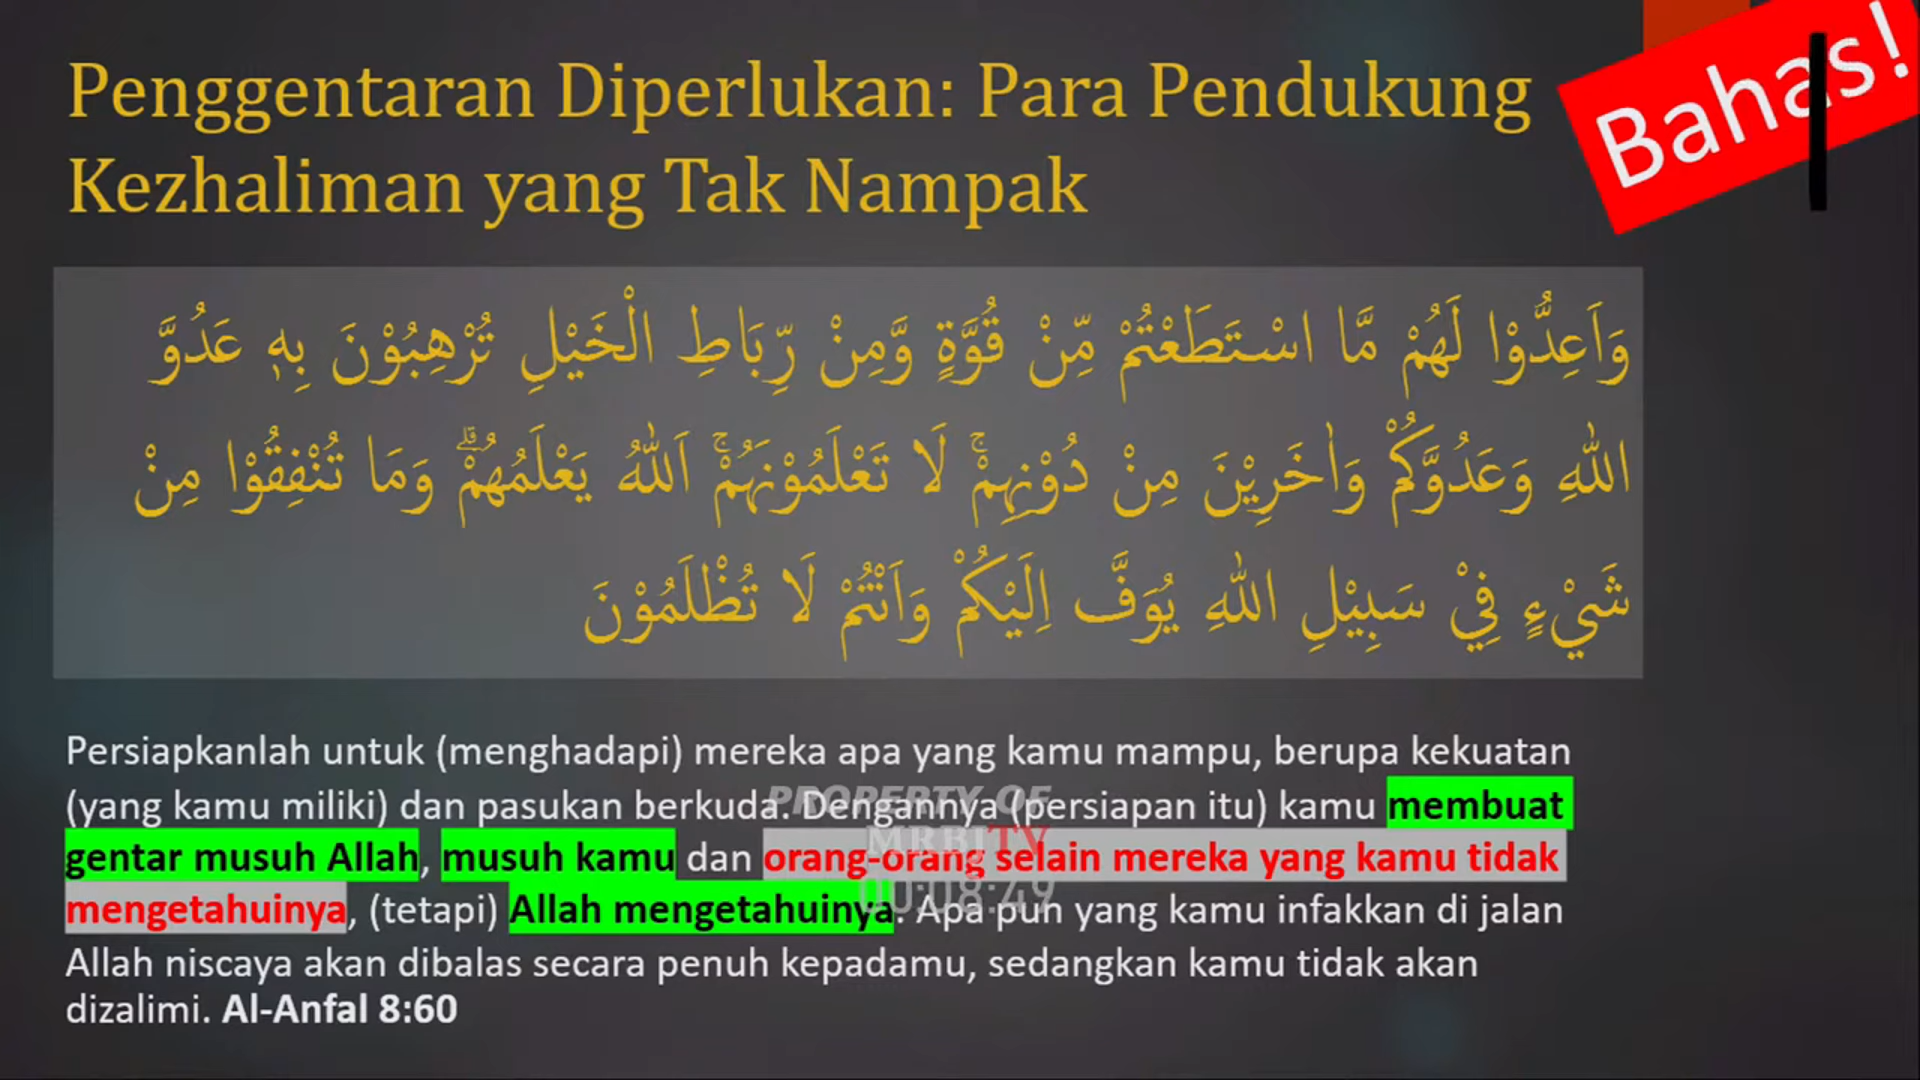 Penggentaran Diperlukan: Para Pendukung
Kezhaliman yang Tak Nampak
Bahas!
وَاَعِدُّوْا لَهُمْ مَّا اسْتَطَعْتُمْ مِّنْ قُوَّةٍ وَّمِنْ رِّبَاطِ الْخَيْلِ تُرْهِبُوْنَ بِهٖ عَدُوَّ
اللّٰهِ وَعَدُوَّكُمْ وَاٰخَرِيْنَ مِنْ دُوْنِهِمْۚ لَا تَعْلَمُوْنَهُمْۚ اَللّٰهُ يَعْلَمُهُمْۗ وَمَا تُنْفِقُوْا مِنْ
شَيْءٍ فِيْ سَبِيْلِ اللّٰهِ يُوَفَّ اِلَيْكُمْ وَاَنْتُمْ لَا تُظْلَمُوْنَ
Persiapkanlah untuk (menghadapi) mereka apa yang kamu mampu, berupa kekuatan
(yang kamu miliki) dan pasukan berkuda. Dengannya (persiapan itu) kamu membuat
gentar musuh Allah, musuh kamu dan orang-orang selain mereka yang kamu tidak
mengetahuinya, (tetapi) Allah mengetahuinya. Apa pun yang kamu infakkan di jalan
Allah niscaya akan dibalas secara penuh kepadamu, sedangkan kamu tidak akan
dizalimi. Al-Anfal 8:60
PROPERTY OF
MRBJTV
00:08:49